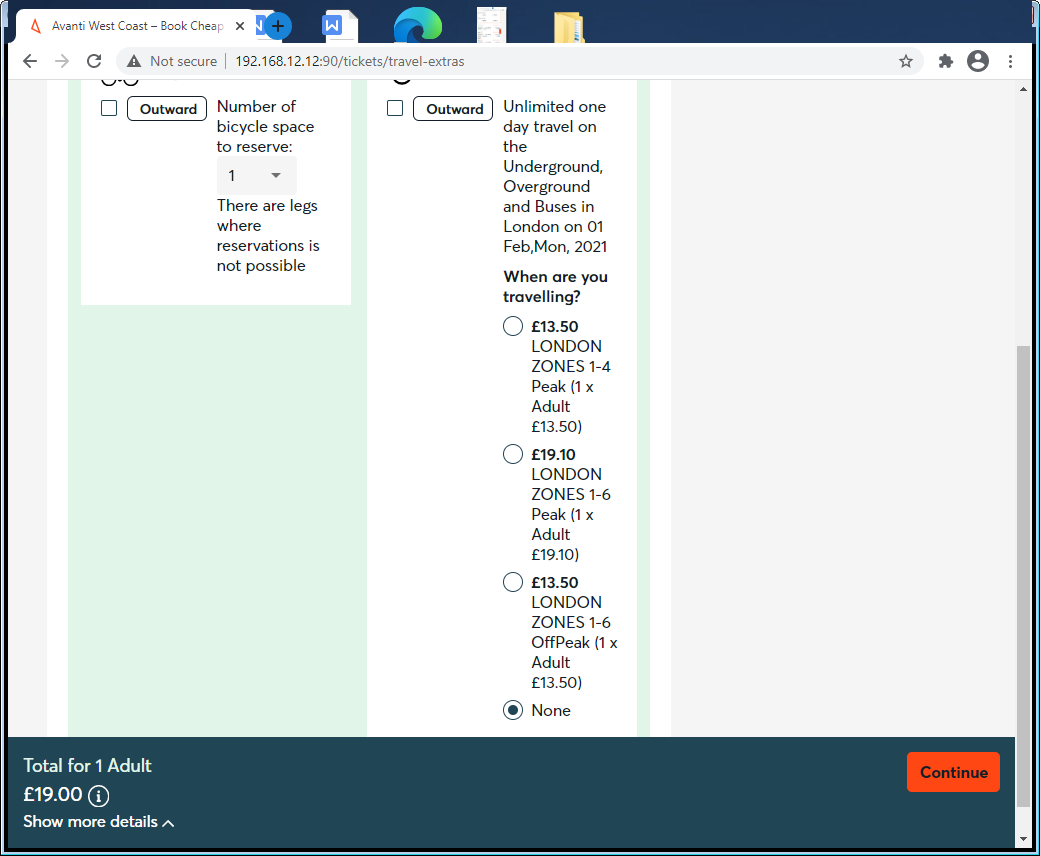 Avanti West Coast – Book Cheap
Not secure
192.168.12.12:90/tickets/travel-extras
Outward
Number of
bicycle space
to reserve:
1
There are legs
where
reservations is
not possible
Outward
Unlimited one
day travel on
the
Underground,
Overground
and Buses in
London on 01
Feb,Mon, 2021
When are you
travelling?
£13.50
LONDON
ZONES 1-4
Peak (1 x
Adult
£13.50)
£19.10
LONDON
ZONES 1-6
Peak (1 x
Adult
£19.10)
£13.50
LONDON
ZONES 1-6
OffPeak (1 x
Adult
£13.50)
None
Total for 1 Adult
£19.00
Show more details
Continue